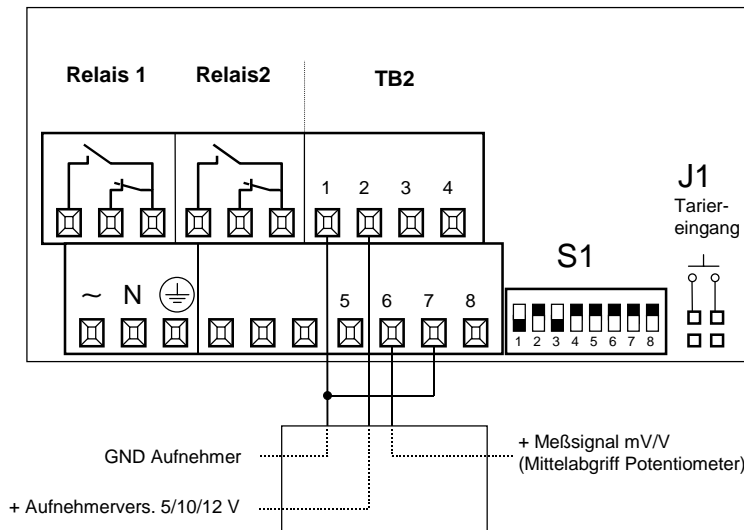 Relais 1 Relais2 TB2
1 2 3 4
J1
Tarier-
eingang
S1
~ N
5 6 7 8
1 2 3 4 5 6 7 8
GND Aufnehmer
+ Meßsignal mV/V
(Mittelabgriff Potentiometer)
+ Aufnehmervers. 5/10/12 V